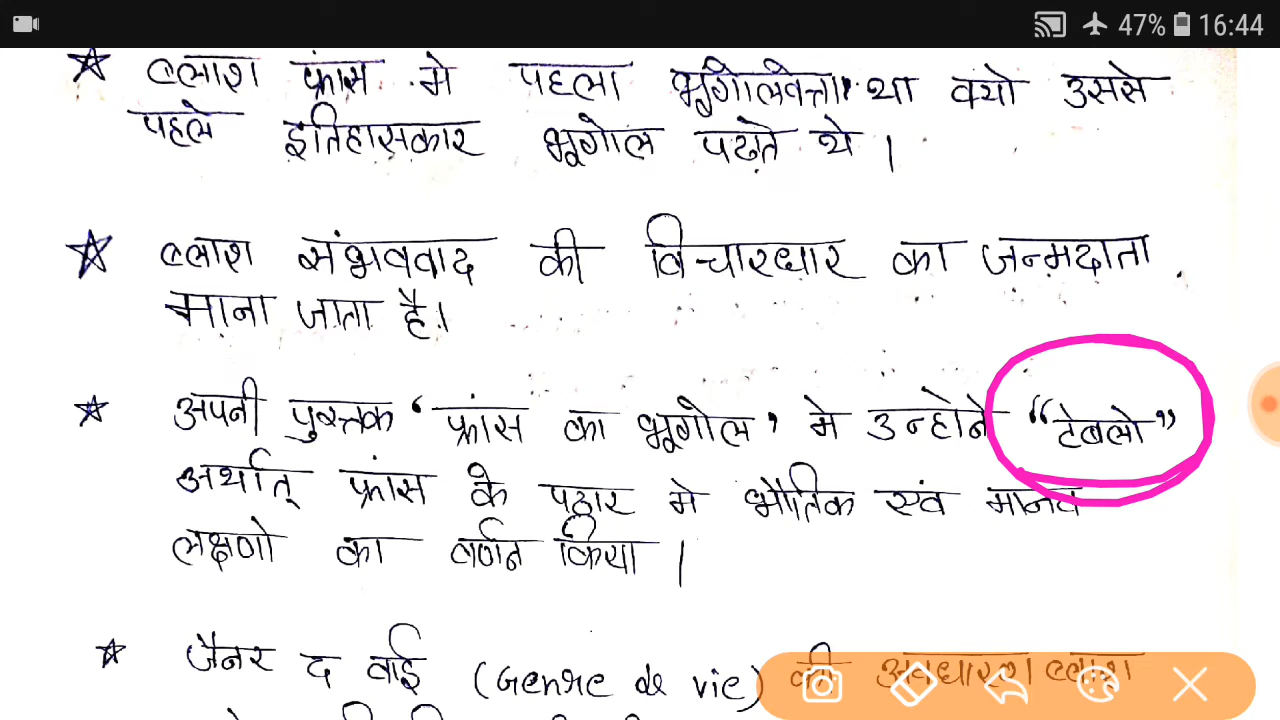 47% 16:44
ब्लाश फ्रांस में पहला भूगोलवेत्ता था क्यो उससे
पहले इतिहासकार भूगोल पढते थे ।
ब्लाश संभववाद की विचारधार का जन्मदाता
माना जाता है।
अपनी पुस्तक ‘फ्रांस का भूगोल’ मे उन्होने “टेबलो”
अर्थात् फ्रांस के पठार मे भौतिक एवं मानव
लक्षणो का वर्णन किया ।
जैनर द वाई (Genre de vie) की अवधारणा ब्लाश